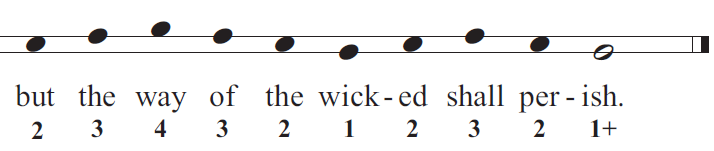 but the way of the wick - ed shall per - ish.
2 3 4 3 2 1 2 3 2 1+